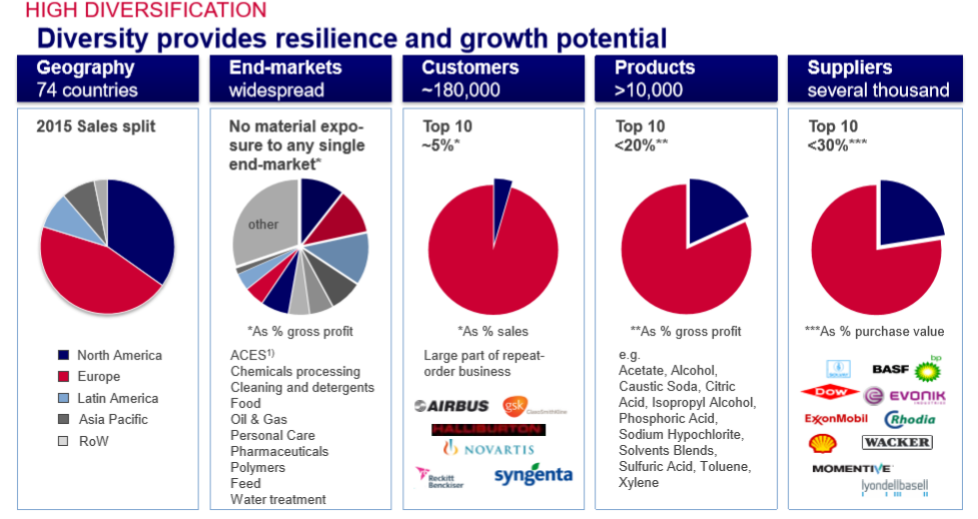 HIGH DIVERSIFICATION
Diversity provides resilience and growth potential
Geography
74 countries
2015 Sales split
North America
Europe
Latin America
Asia Pacific
RoW
End-markets
widespread
No material expo-
sure to any single
end-market*
other
*As % gross profit
ACES1)
Chemicals processing
Cleaning and detergents
Food
Oil & Gas
Personal Care
Pharmaceuticals
Polymers
Feed
Water treatment
Customers
~180,000
Top 10
~5%*
*As % sales
Large part of repeat-
order business
AIRBUS
gsk
GlaxoSmithKline
HALLIBURTON
NOVARTIS
Reckitt
Benckiser
syngenta
Products
>10,000
Top 10
<20%**
**As % gross profit
e.g.
Acetate, Alcohol,
Caustic Soda, Citric
Acid, Isopropyl Alcohol,
Phosphoric Acid,
Sodium Hypochlorite,
Solvents Blends,
Sulfuric Acid, Toluene,
Xylene
Suppliers
several thousand
Top 10
<30%***
***As % purchase value
BASF
bp
DOW
EVONIK
INDUSTRIES
ExxonMobil
Rhodia
WACKER
MOMENTIVE
lyondellbasell